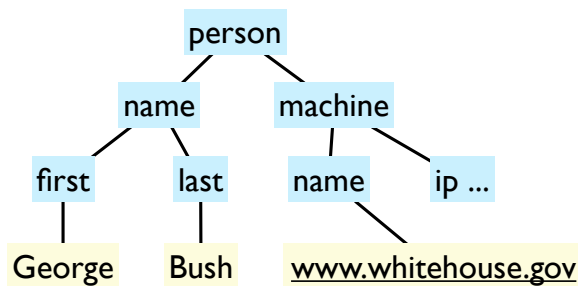 person
name machine
first last name ip ...
George Bush www.whitehouse.gov